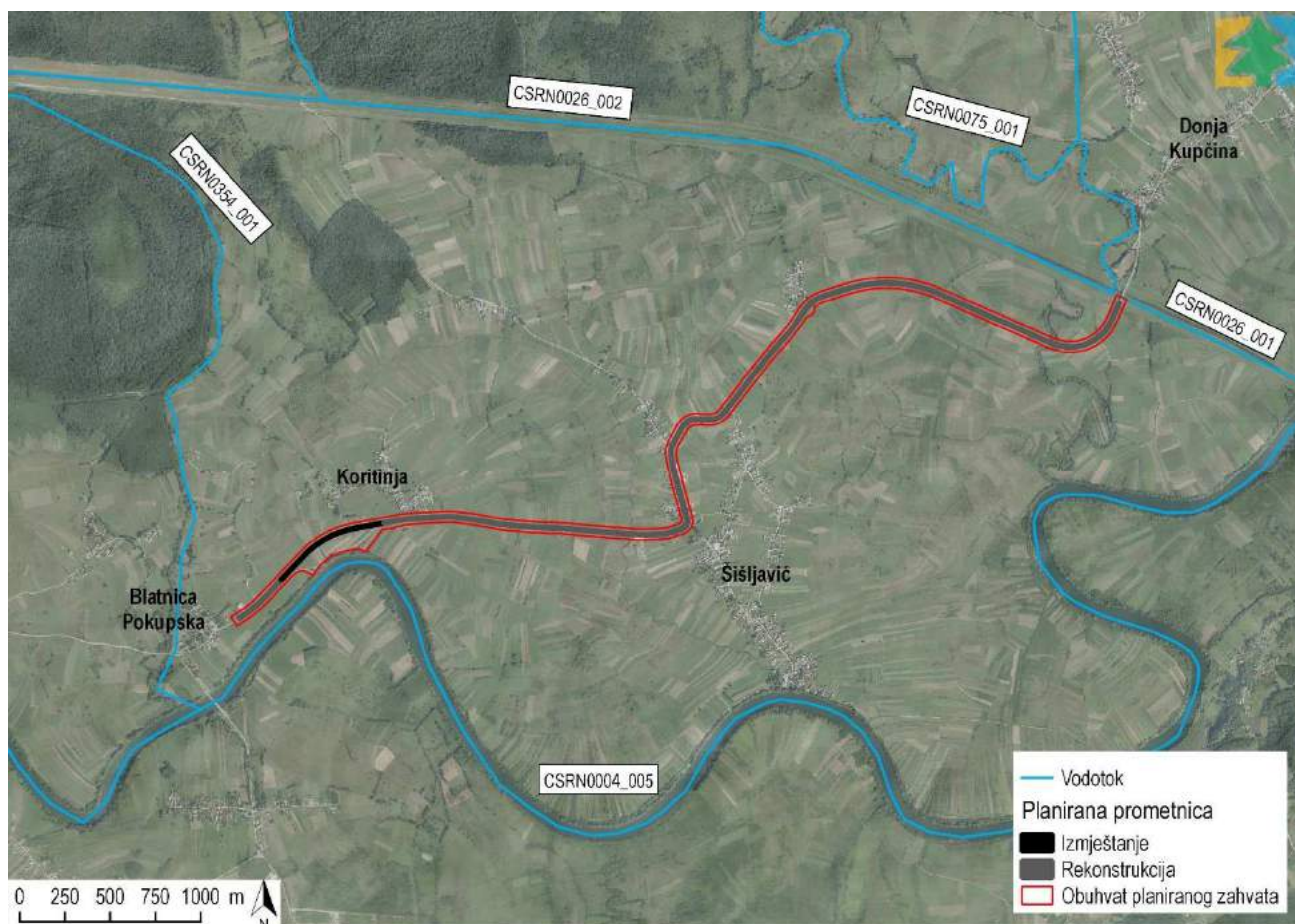 CSRN0026_002
CSRN0075_001
Donja
Kupčina
CSRN0354_001
CSRN0026_001
Koritinja
Šišljavić
Blatnica
Pokupska
CSRN0004_005
Vodotok
Planirana prometnica
Izmještanje
Rekonstrukcija
Obuhvat planiranog zahvata
0 250 500 750 1000 m
N